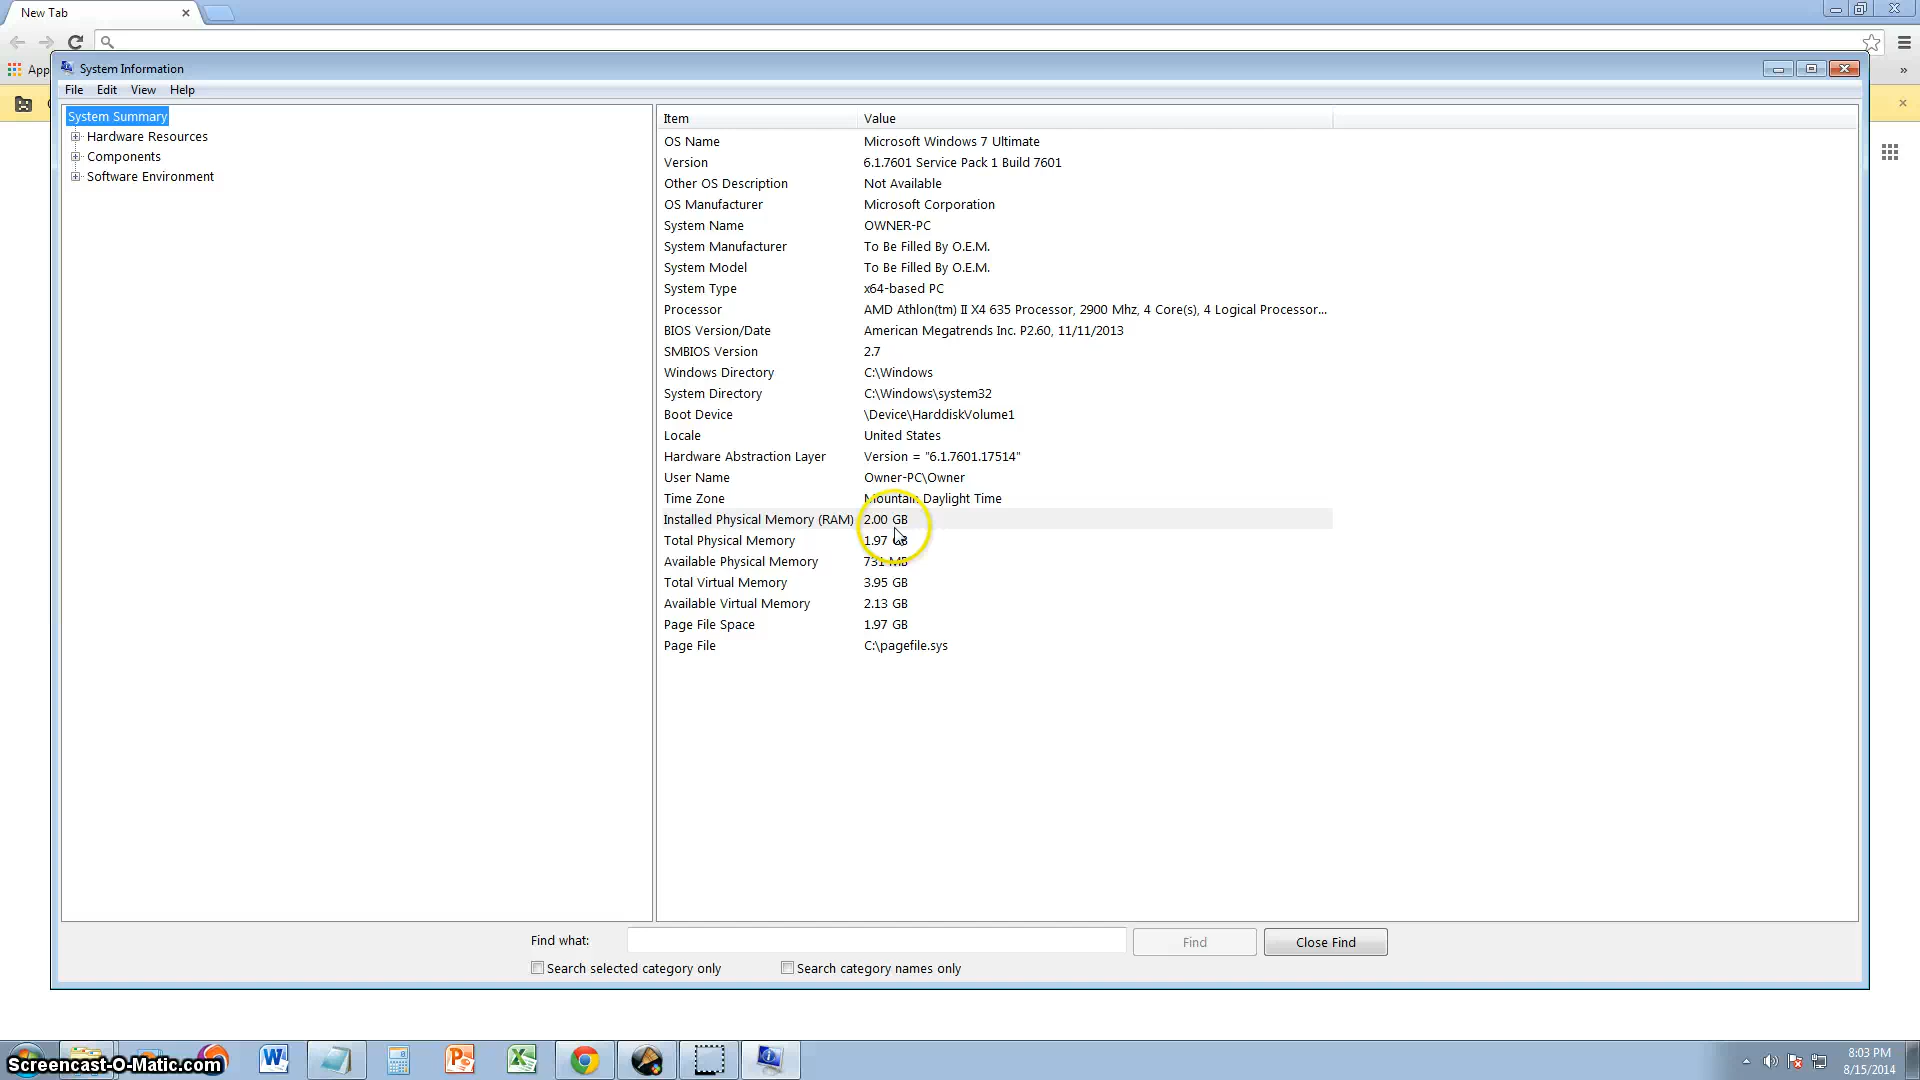 New Tab
App
System Information
File Edit View Help
System Summary
Hardware Resources
Components
Software Environment
Item Value
OS Name Microsoft Windows 7 Ultimate
Version 6.1.7601 Service Pack 1 Build 7601
Other OS Description Not Available
OS Manufacturer Microsoft Corporation
System Name OWNER-PC
System Manufacturer To Be Filled By O.E.M.
System Model To Be Filled By O.E.M.
System Type x64-based PC
Processor AMD Athlon(tm) II X4 635 Processor, 2900 Mhz, 4 Core(s), 4 Logical Processor...
BIOS Version/Date American Megatrends Inc. P2.60, 11/11/2013
SMBIOS Version 2.7
Windows Directory C:\Windows
System Directory C:\Windows\system32
Boot Device \Device\HarddiskVolume1
Locale United States
Hardware Abstraction Layer Version = "6.1.7601.17514"
User Name Owner-PC\Owner
Time Zone Mountain Daylight Time
Installed Physical Memory (RAM) 2.00 GB
Total Physical Memory 1.97 GB
Available Physical Memory 731 MB
Total Virtual Memory 3.95 GB
Available Virtual Memory 2.13 GB
Page File Space 1.97 GB
Page File C:\pagefile.sys
Find what: Find Close Find
Search selected category only Search category names only
Screencast-O-Matic.com
8:03 PM
8/15/2014